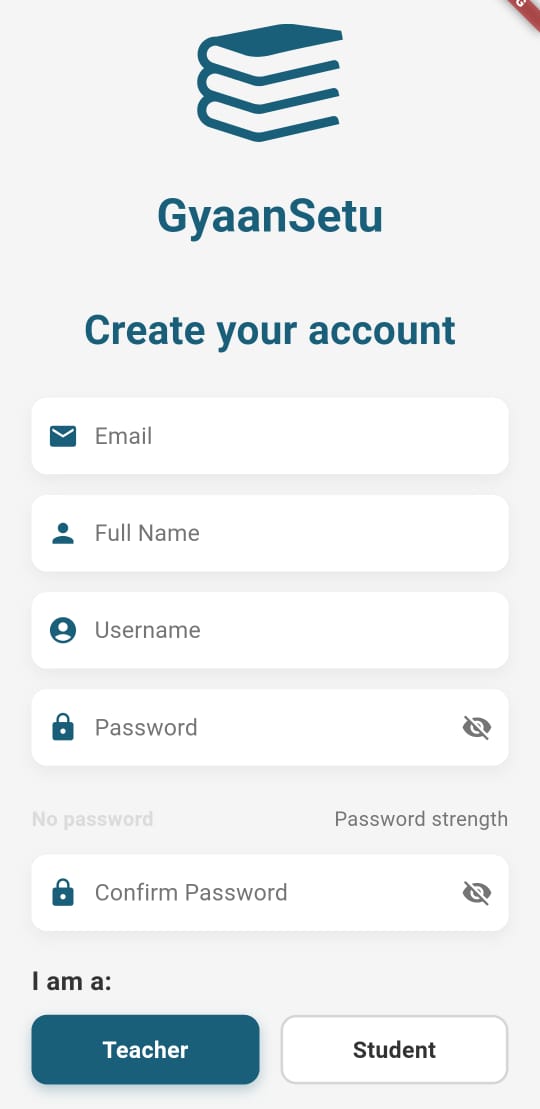 GyaanSetu
Create your account
Email
Full Name
Username
Password
No password Password strength
Confirm Password
I am a:
Teacher Student